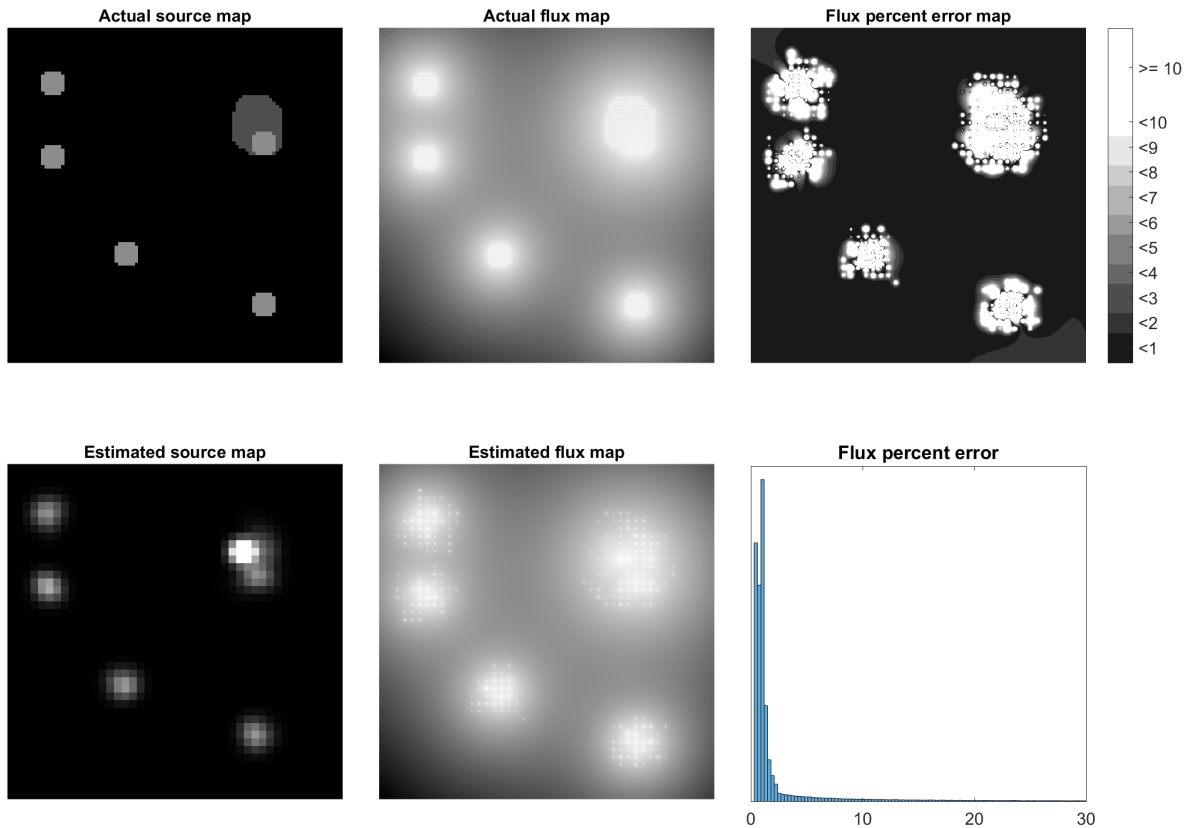 Actual source map
Actual flux map
Flux percent error map
>= 10
<10
<9
<8
<7
<6
<5
<4
<3
<2
<1
Estimated source map
Estimated flux map
Flux percent error
0
10
20
30